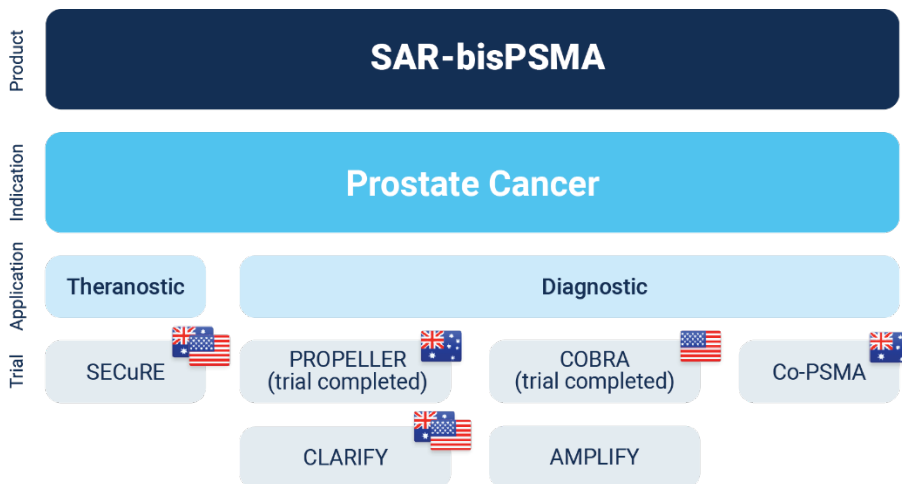 Product
SAR-bisPSMA
Indication
Prostate Cancer
Application
Theranostic
Diagnostic
Trial
SECuRE
PROPELLER
(trial completed)
COBRA
(trial completed)
Co-PSMA
CLARIFY
AMPLIFY